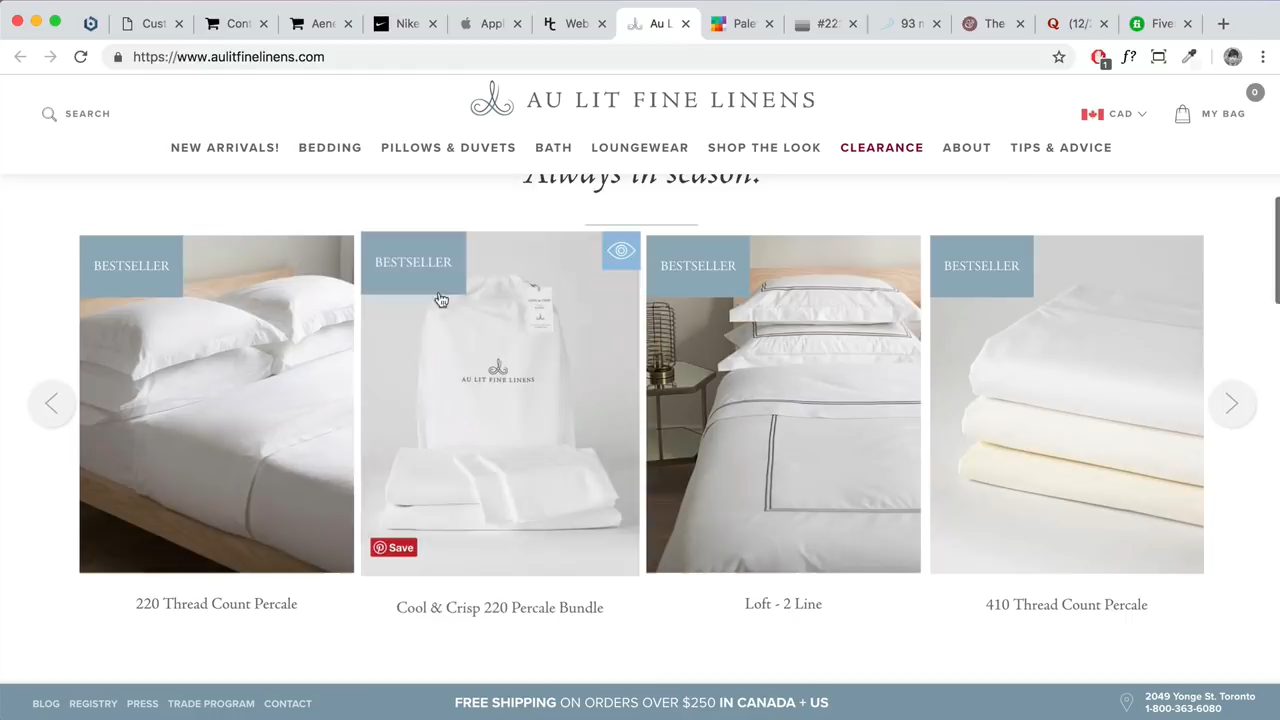 Cust
Cont
Aene
Nike
Appl
Web
Au L
Pale
#22
93 n
The
(12/
Five
https://www.aulitfinelinens.com
1
f?
SEARCH
AU LIT FINE LINENS
CAD
0
MY BAG
NEW ARRIVALS! BEDDING PILLOWS & DUVETS BATH LOUNGEWEAR SHOP THE LOOK CLEARANCE ABOUT TIPS & ADVICE
Always in season.
BESTSELLER
BESTSELLER
BESTSELLER
BESTSELLER
AU LIT FINE LINENS
Save
220 Thread Count Percale
Cool & Crisp 220 Percale Bundle
Loft - 2 Line
410 Thread Count Percale
BLOG REGISTRY PRESS TRADE PROGRAM CONTACT
FREE SHIPPING ON ORDERS OVER $250 IN CANADA + US
2049 Yonge St. Toronto
1-800-363-6080